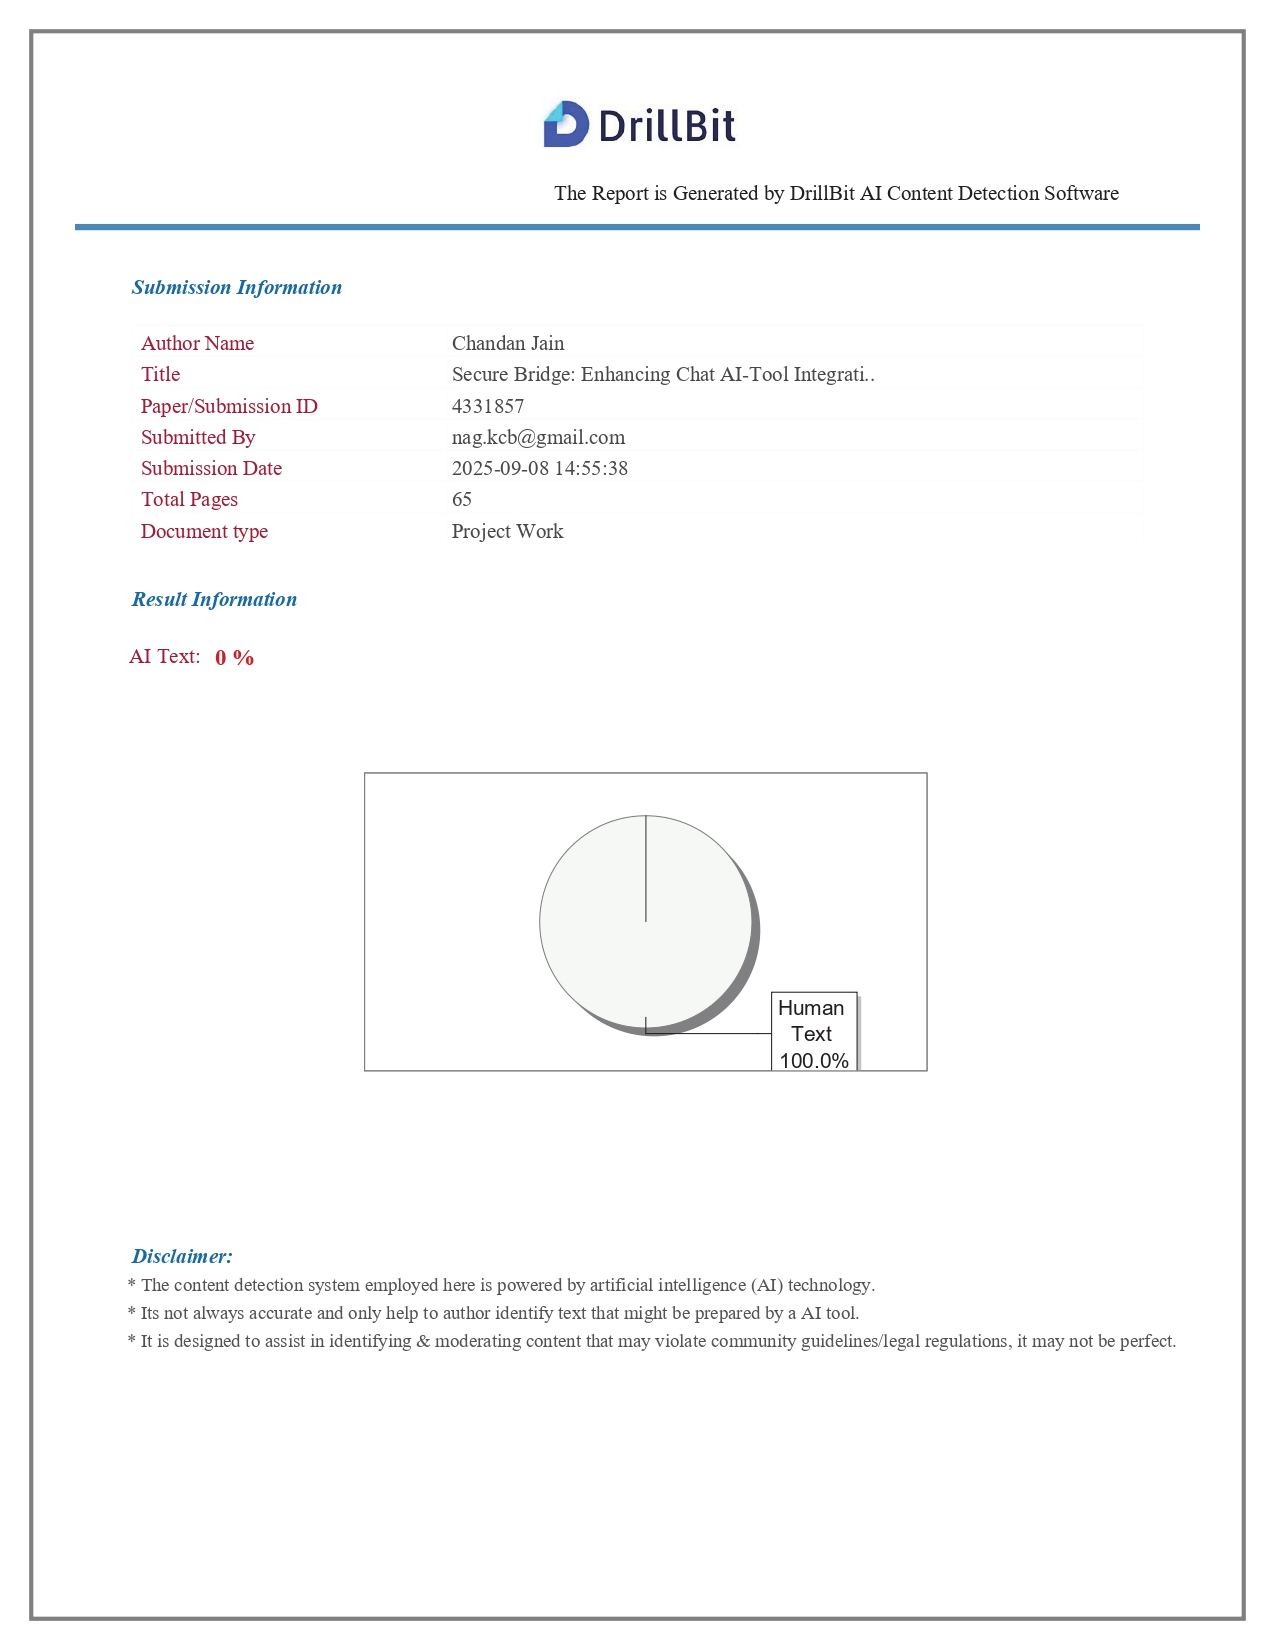 DrillBit
The Report is Generated by DrillBit AI Content Detection Software
Submission Information
Author Name Chandan Jain
Title Secure Bridge: Enhancing Chat AI-Tool Integrati..
Paper/Submission ID 4331857
Submitted By nag.kcb@gmail.com
Submission Date 2025-09-08 14:55:38
Total Pages 65
Document type Project Work
Result Information
AI Text: 0 %
Human
Text
100.0%
Disclaimer:
* The content detection system employed here is powered by artificial intelligence (AI) technology.
* Its not always accurate and only help to author identify text that might be prepared by a AI tool.
* It is designed to assist in identifying & moderating content that may violate community guidelines/legal regulations, it may not be perfect.